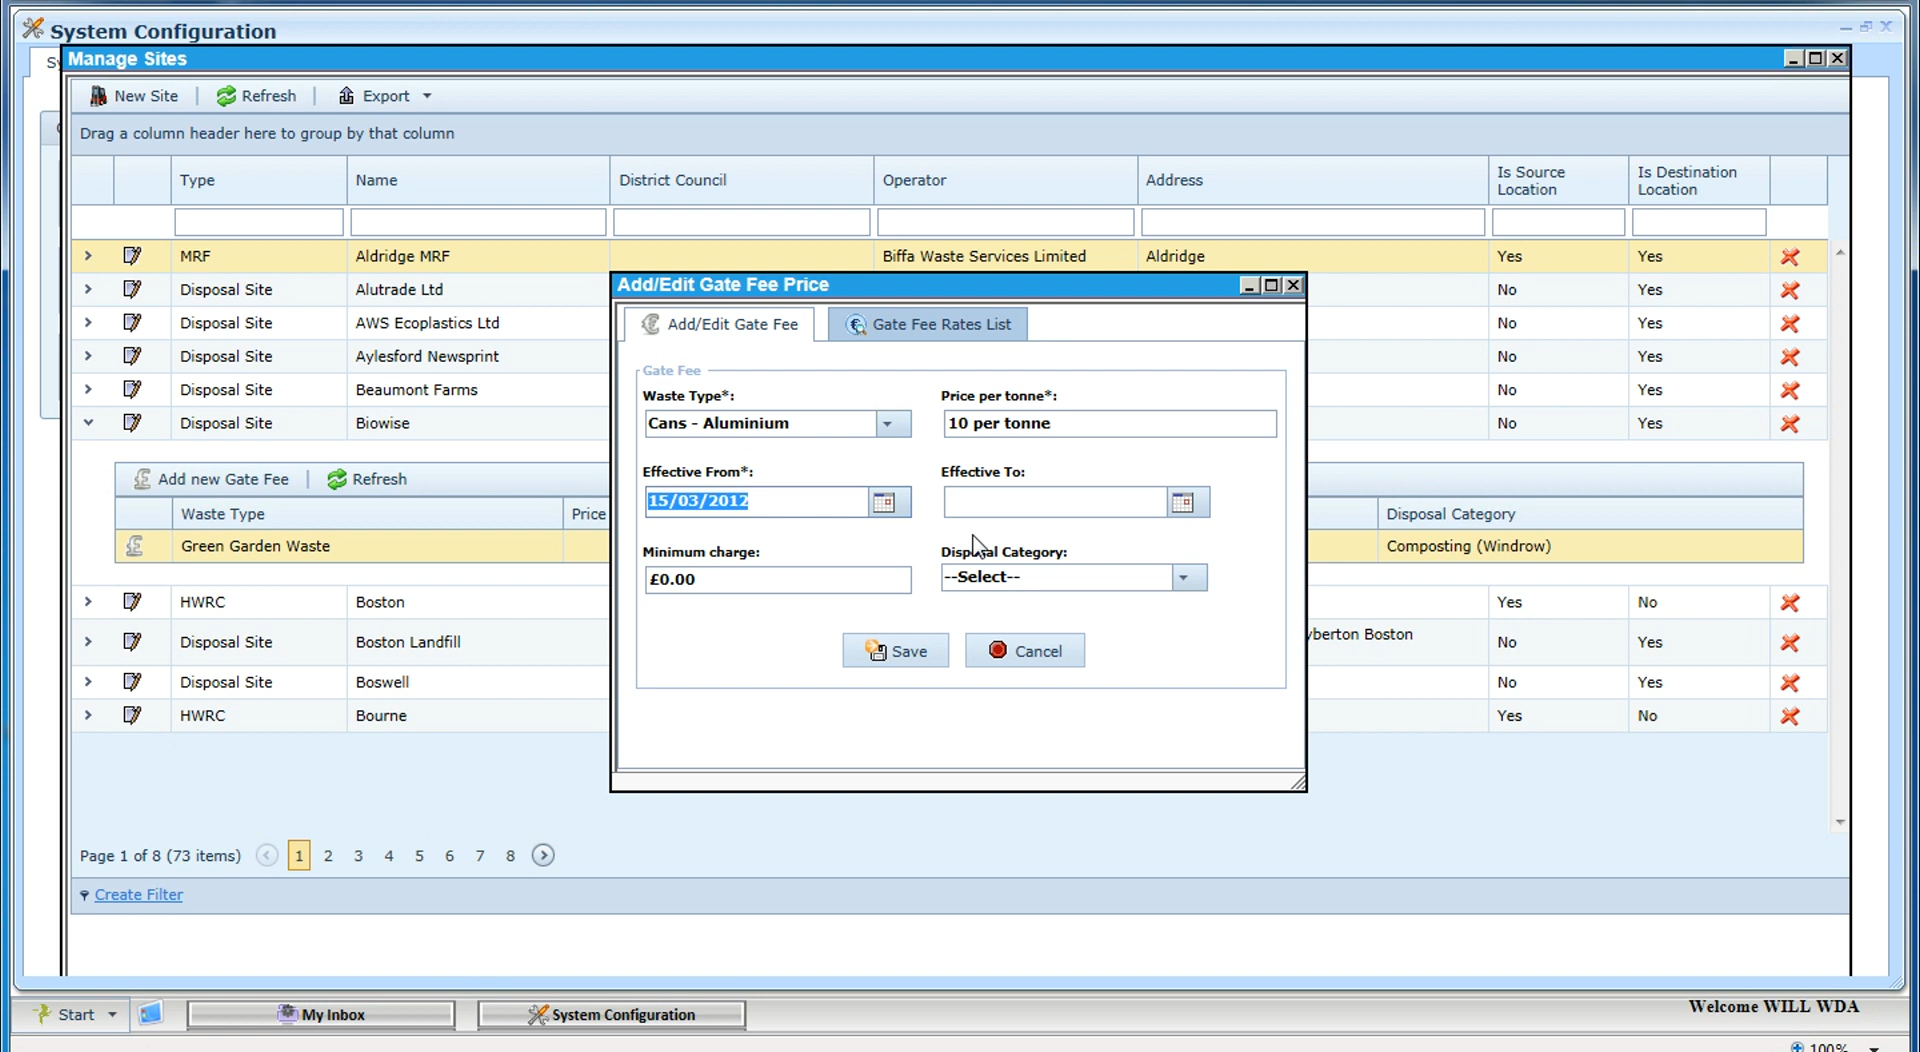 System Configuration
Sy
Manage Sites
New Site
Refresh
Export
Drag a column header here to group by that column
Type
Name
District Council
Operator
Address
Is Source
Location
Is Destination
Location
MRF
Aldridge MRF
Biffa Waste Services Limited
Aldridge
Yes
Yes
Disposal Site
Alutrade Ltd
No
Yes
Disposal Site
AWS Ecoplastics Ltd
No
Yes
Disposal Site
Aylesford Newsprint
No
Yes
Disposal Site
Beaumont Farms
No
Yes
Disposal Site
Biowise
No
Yes
Add new Gate Fee
Refresh
Waste Type
Price
Disposal Category
Green Garden Waste
Composting (Windrow)
HWRC
Boston
Yes
No
Disposal Site
Boston Landfill
yberton Boston
No
Yes
Disposal Site
Boswell
No
Yes
HWRC
Bourne
Yes
No
Add/Edit Gate Fee Price
Add/Edit Gate Fee
Gate Fee Rates List
Gate Fee
Waste Type*:
Price per tonne*:
Cans - Aluminium
10 per tonne
Effective From*:
Effective To:
15/03/2012
Minimum charge:
Disposal Category:
£0.00
--Select--
Save
Cancel
Page 1 of 8 (73 items)
1 2 3 4 5 6 7 8
Create Filter
Start
My Inbox
System Configuration
Welcome WILL WDA
100%